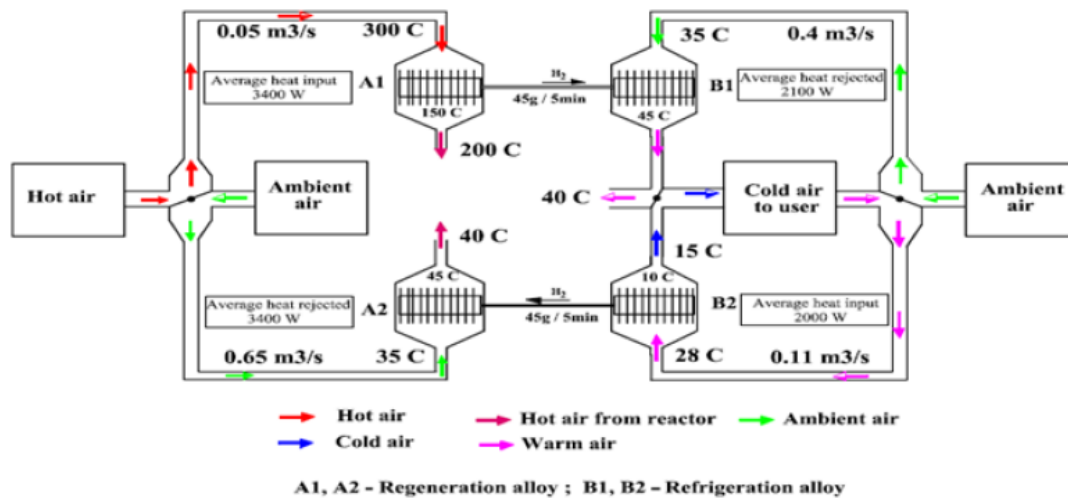 0.05 m3/s
300 C
35 C
0.4 m3/s
Average heat input
3400 W
A1
150 C
H2
45g / 5min
B1
45 C
Average heat rejected
2100 W
200 C
Hot air
Ambient
air
40 C
Cold air
to user
Ambient
air
40 C
15 C
Average heat rejected
3400 W
A2
45 C
H2
45g / 5min
10 C
B2
Average heat input
2000 W
0.65 m3/s
35 C
28 C
0.11 m3/s
Hot air
Hot air from reactor
Ambient air
Cold air
Warm air
A1, A2 - Regeneration alloy ; B1, B2 - Refrigeration alloy